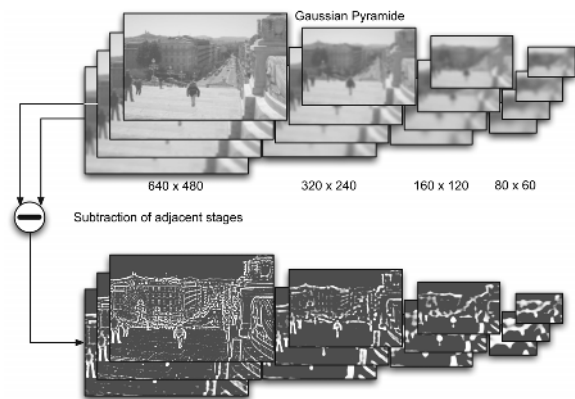 Gaussian Pyramide
640 x 480
320 x 240
160 x 120
80 x 60
Subtraction of adjacent stages